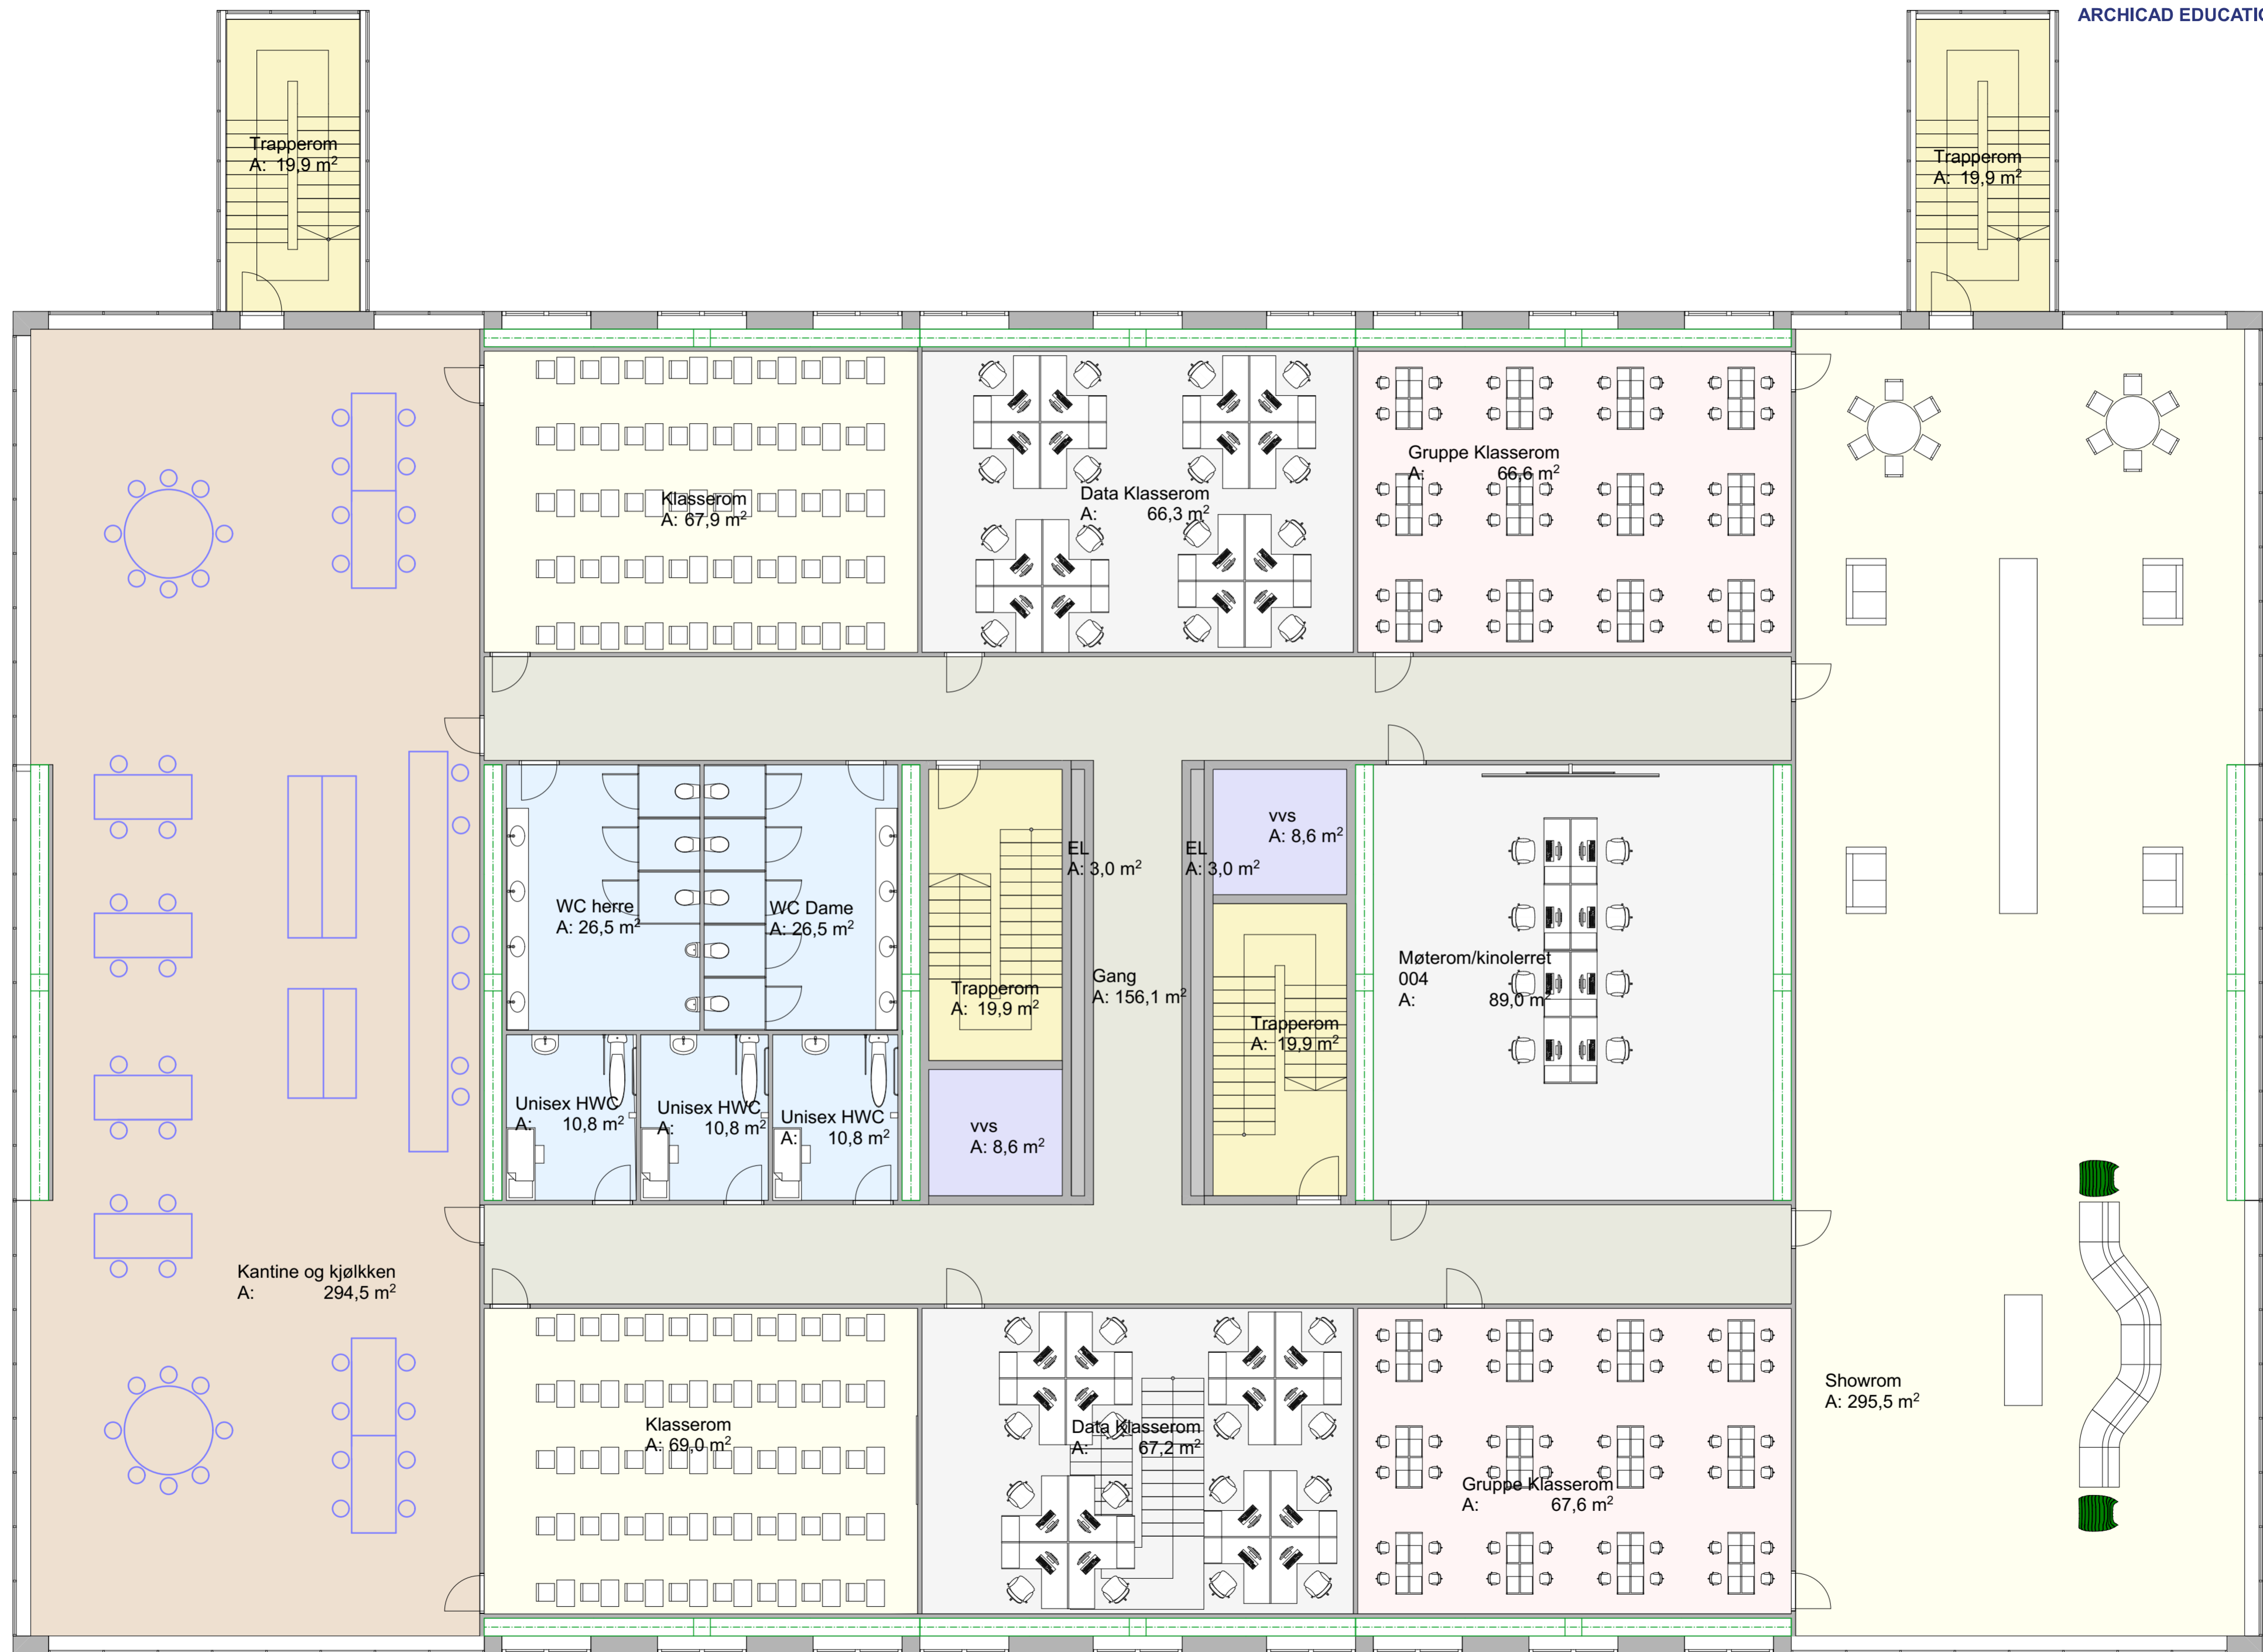 ARCHICAD EDUCATIO
Trapperom
A: 19,9 m²
Trapperom
A: 19,9 m²
Klasserom
A: 67,9 m²
Data Klasserom
A: 66,3 m²
Gruppe Klasserom
A: 66,6 m²
WC herre
A: 26,5 m²
WC Dame
A: 26,5 m²
Trapperom
A: 19,9 m²
EL
A: 3,0 m²
Gang
A: 156,1 m²
EL
A: 3,0 m²
vvs
A: 8,6 m²
Trapperom
A: 19,9 m²
Møterom/kinolerret
004
A: 89,0 m²
Unisex HWC
A: 10,8 m²
Unisex HWC
A: 10,8 m²
Unisex HWC
A: 10,8 m²
vvs
A: 8,6 m²
Kantine og kjølkken
A: 294,5 m²
Klasserom
A: 69,0 m²
Data Klasserom
A: 67,2 m²
Gruppe Klasserom
A: 67,6 m²
Showrom
A: 295,5 m²